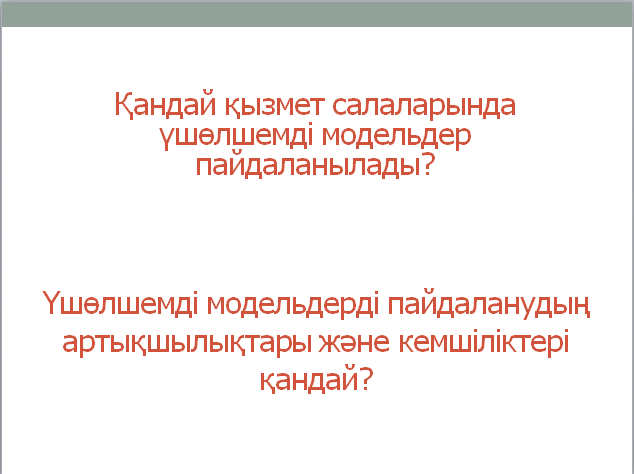 Қандай қызмет салаларында
үшөлшемді модельдер
пайдаланылады?
Үшөлшемді модельдерді пайдаланудың
артықшылықтары және кемшіліктері
қандай?